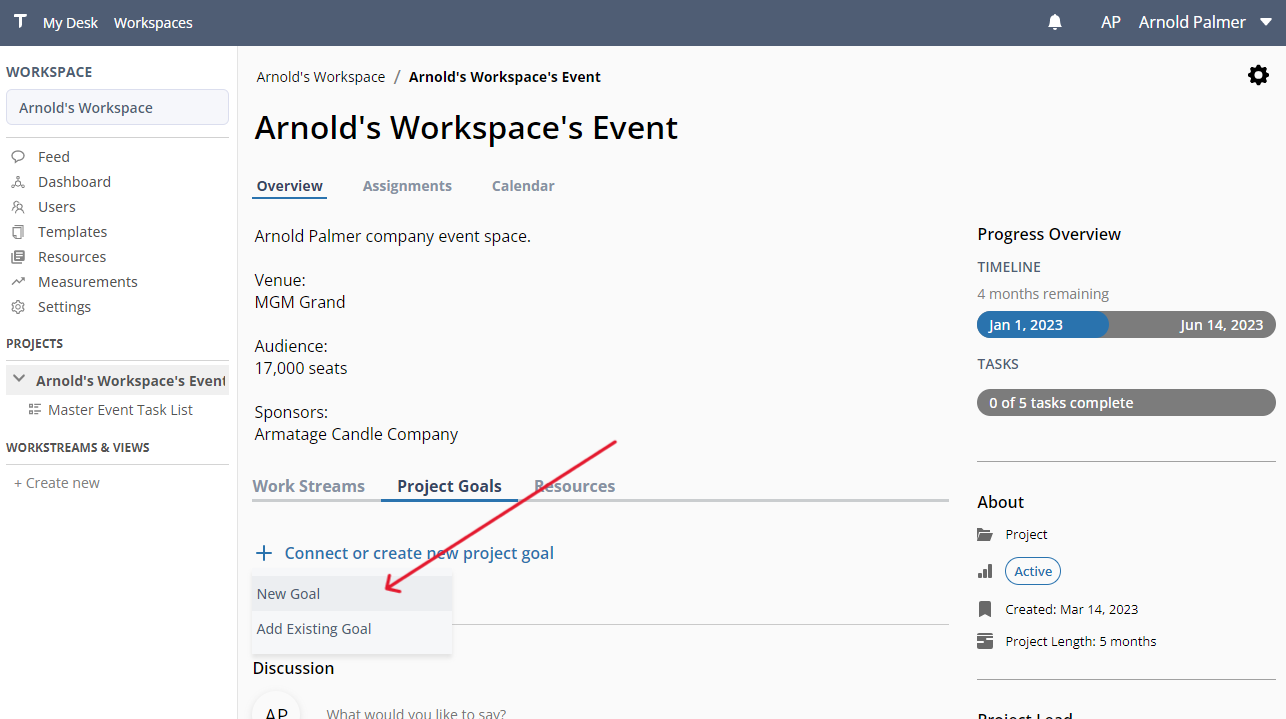 T My Desk Workspaces AP Arnold Palmer
WORKSPACE
Arnold's Workspace
Feed
Dashboard
Users
Templates
Resources
Measurements
Settings
PROJECTS
Arnold's Workspace's Event
Master Event Task List
WORKSTREAMS & VIEWS
+ Create new
Arnold's Workspace / Arnold's Workspace's Event
Arnold's Workspace's Event
Overview Assignments Calendar
Arnold Palmer company event space.
Venue:
MGM Grand
Audience:
17,000 seats
Sponsors:
Armatage Candle Company
Work Streams Project Goals Resources
+ Connect or create new project goal
New Goal
Add Existing Goal
Discussion
AP What would you like to say?
Progress Overview
TIMELINE
4 months remaining
Jan 1, 2023 Jun 14, 2023
TASKS
0 of 5 tasks complete
About
Project
Active
Created: Mar 14, 2023
Project Length: 5 months
Project Lead